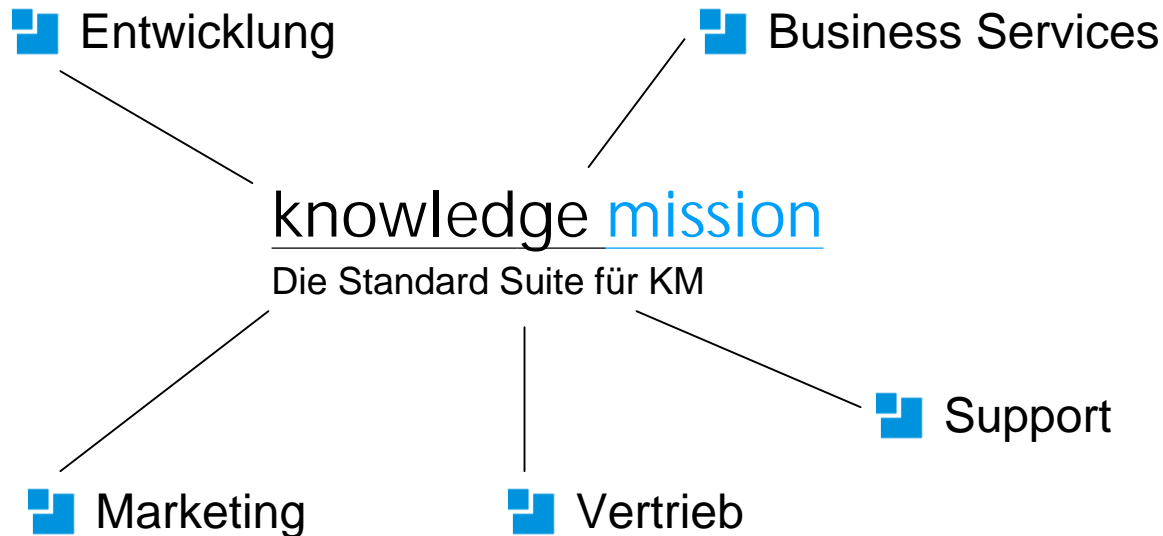 Entwicklung
Business Services
knowledge mission
Die Standard Suite für KM
Support
Marketing
Vertrieb